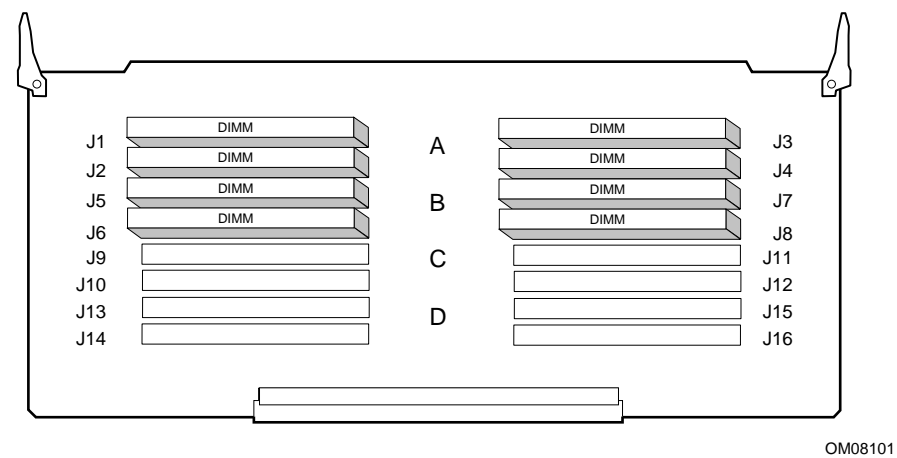 J1 DIMM A DIMM J3
J2 DIMM DIMM J4
J5 DIMM B DIMM J7
J6 DIMM DIMM J8
J9 C J11
J10 J12
J13 D J15
J14 J16
OM08101